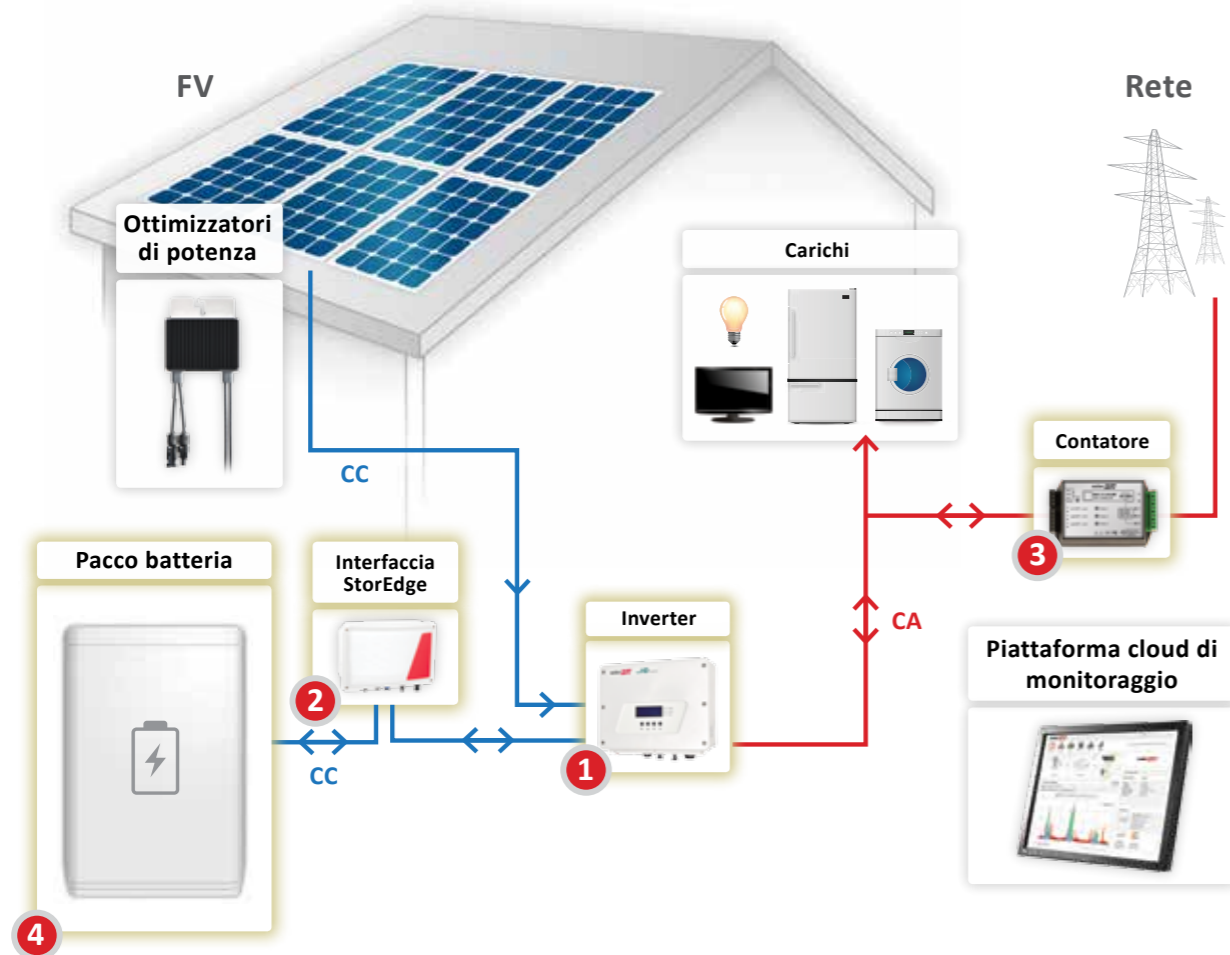 FV
Rete
Ottimizzatori
di potenza
Carichi
CC
Contatore
3
Pacco batteria
Interfaccia
StorEdge
2
Inverter
1
CA
Piattaforma cloud di
monitoraggio
CC
4